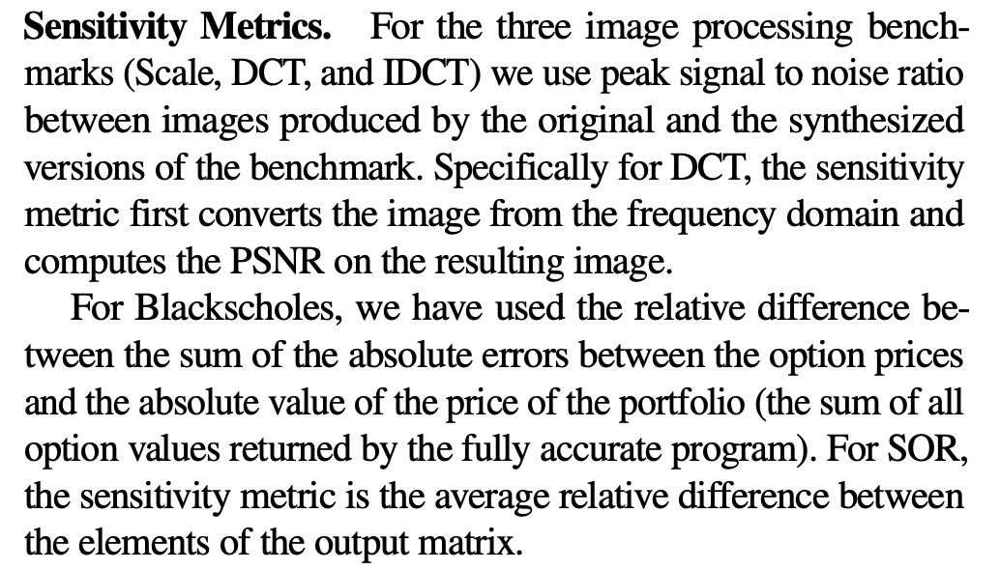 Sensitivity Metrics. For the three image processing bench-
marks (Scale, DCT, and IDCT) we use peak signal to noise ratio
between images produced by the original and the synthesized
versions of the benchmark. Specifically for DCT, the sensitivity
metric first converts the image from the frequency domain and
computes the PSNR on the resulting image.
For Blackscholes, we have used the relative difference be-
tween the sum of the absolute errors between the option prices
and the absolute value of the price of the portfolio (the sum of all
option values returned by the fully accurate program). For SOR,
the sensitivity metric is the average relative difference between
the elements of the output matrix.